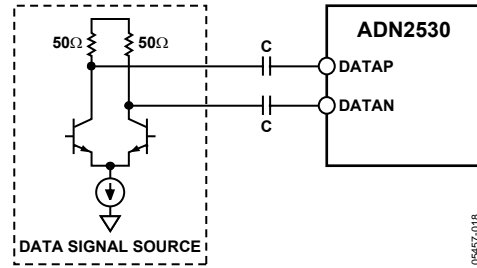 50Ω 50Ω
ADN2530
C
DATAP
DATAN
C
DATA SIGNAL SOURCE
05457-018